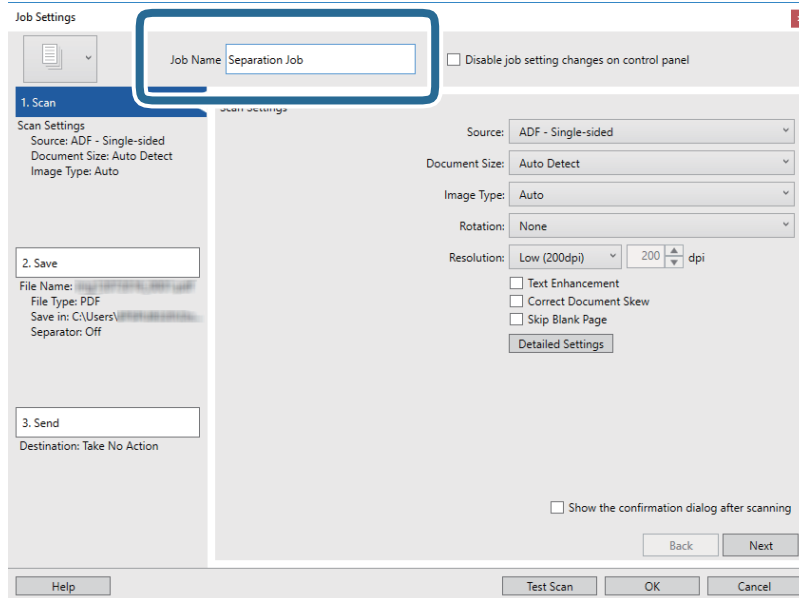 Job Settings
Job Name Separation Job
Disable job setting changes on control panel
1. Scan
Scan Settings
Source: ADF - Single-sided
Document Size: Auto Detect
Image Type: Auto
2. Save
File Name:
File Type: PDF
Save in: C:\Users\
Separator: Off
3. Send
Destination: Take No Action
Scan Settings
Source: ADF - Single-sided
Document Size: Auto Detect
Image Type: Auto
Rotation: None
Resolution: Low (200dpi) 200 dpi
Text Enhancement
Correct Document Skew
Skip Blank Page
Detailed Settings
Show the confirmation dialog after scanning
Back Next
Help Test Scan OK Cancel